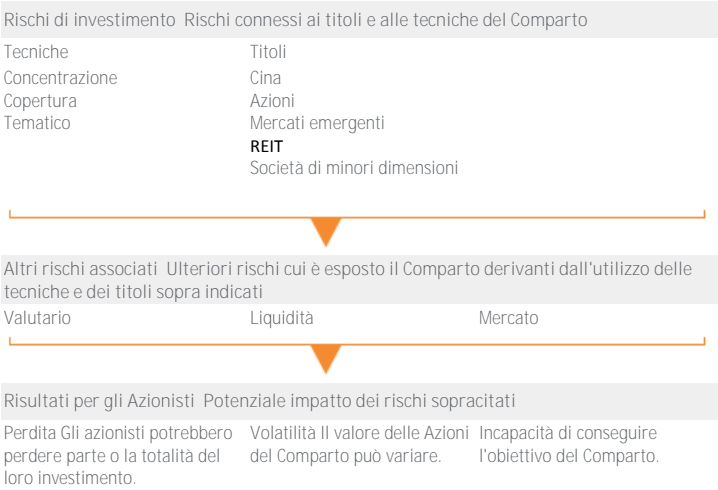 Rischi di investimento Rischi connessi ai titoli e alle tecniche del Comparto
Tecniche Titoli
Concentrazione Cina
Copertura Azioni
Tematico Mercati emergenti
REIT
Società di minori dimensioni
Altri rischi associati Ulteriori rischi cui è esposto il Comparto derivanti dall'utilizzo delle
tecniche e dei titoli sopra indicati
Valutario Liquidità Mercato
Risultati per gli Azionisti Potenziale impatto dei rischi sopracitati
Perdita Gli azionisti potrebbero
perdere parte o la totalità del
loro investimento.
Volatilità Il valore delle Azioni
del Comparto può variare.
Incapacità di conseguire
l'obiettivo del Comparto.